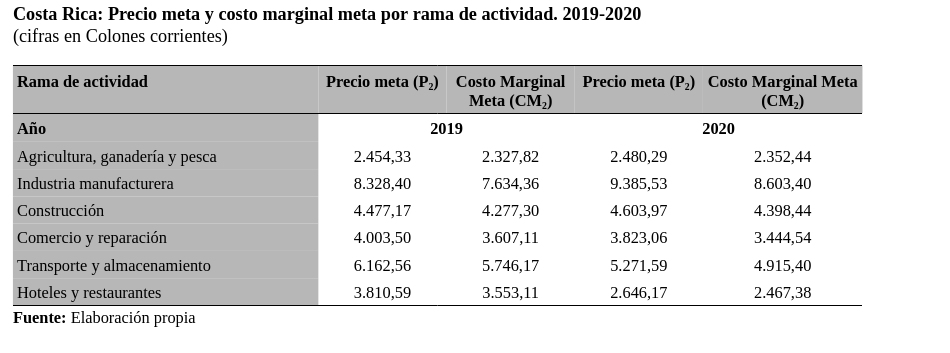 Costa Rica: Precio meta y costo marginal meta por rama de actividad. 2019-2020
(cifras en Colones corrientes)
Rama de actividad Precio meta (P₂) Costo Marginal Meta (CM₂) Precio meta (P₂) Costo Marginal Meta (CM₂)
Año 2019 2020
Agricultura, ganadería y pesca 2.454,33 2.327,82 2.480,29 2.352,44
Industria manufacturera 8.328,40 7.634,36 9.385,53 8.603,40
Construcción 4.477,17 4.277,30 4.603,97 4.398,44
Comercio y reparación 4.003,50 3.607,11 3.823,06 3.444,54
Transporte y almacenamiento 6.162,56 5.746,17 5.271,59 4.915,40
Hoteles y restaurantes 3.810,59 3.553,11 2.646,17 2.467,38
Fuente: Elaboración propia